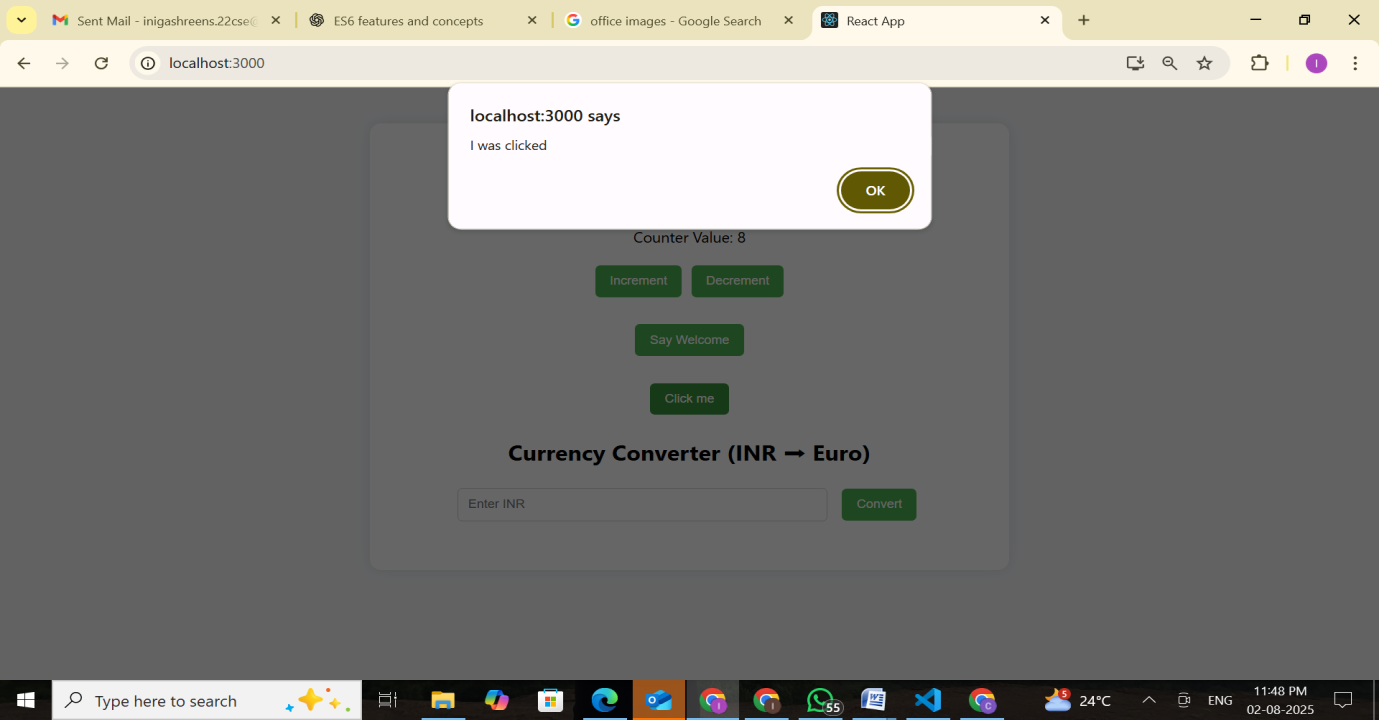 Sent Mail - inigashreens.22cse@
ES6 features and concepts
office images - Google Search
React App
localhost:3000
I
localhost:3000 says
I was clicked
OK
Counter Value: 8
Increment
Decrement
Say Welcome
Click me
Currency Converter (INR ➞ Euro)
Enter INR
Convert
Type here to search
I
I
55
C
5
24°C
ENG
11:48 PM
02-08-2025